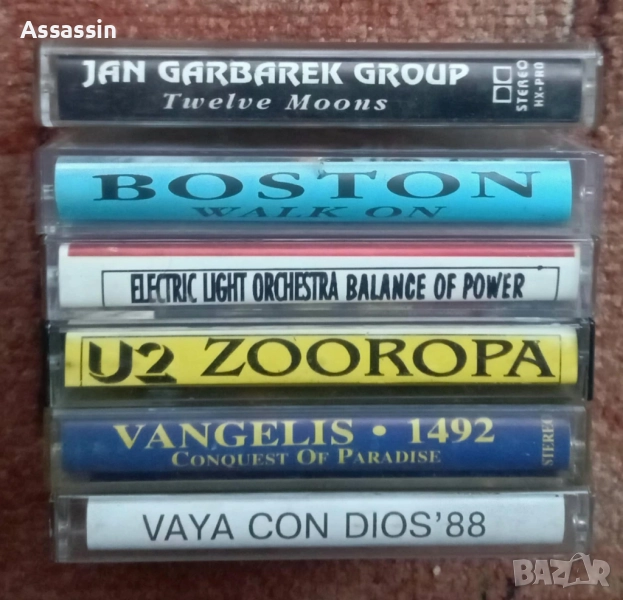 Assassin
JAN GARBAREK GROUP
Twelve Moons
STEREO
HX-PRO
BOSTON
WALK ON
ELECTRIC LIGHT ORCHESTRA BALANCE OF POWER
U2 ZOOROPA
VANGELIS • 1492
CONQUEST OF PARADISE
STEREO
VAYA CON DIOS'88
BAZAR